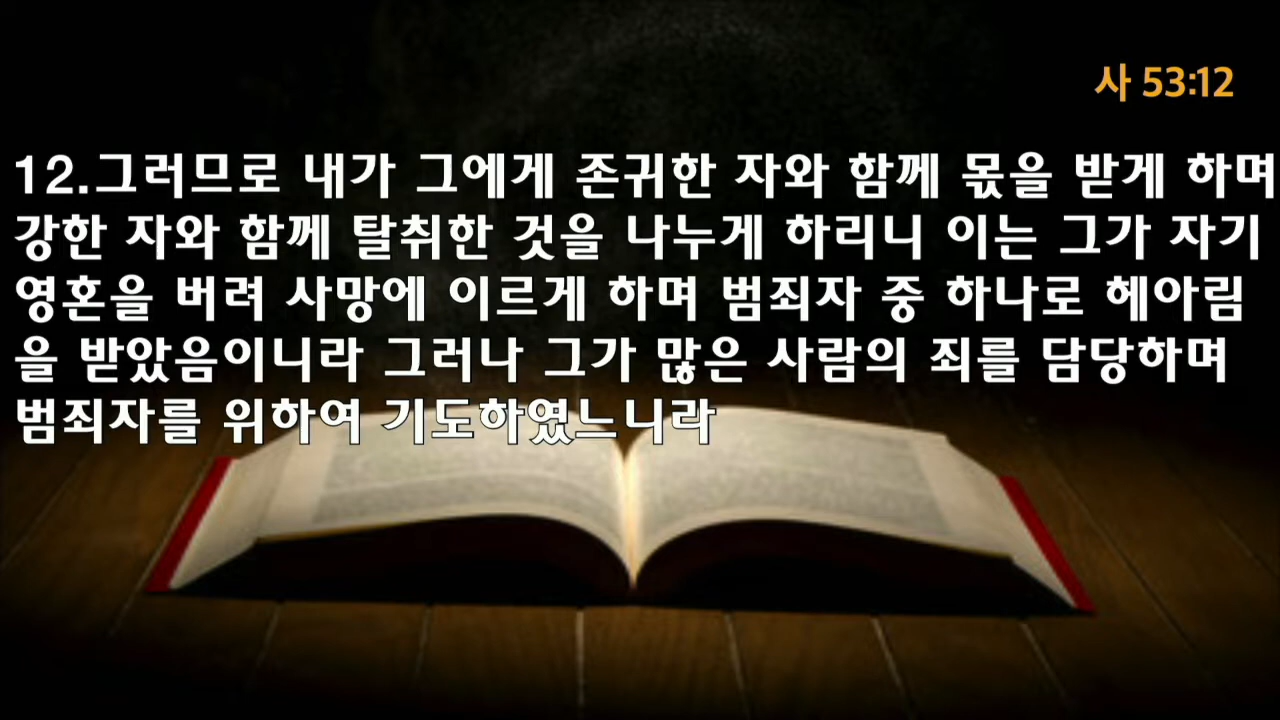 사 53:12
12.그러므로 내가 그에게 존귀한 자와 함께 몫을 받게 하며
강한 자와 함께 탈취한 것을 나누게 하리니 이는 그가 자기
영혼을 버려 사망에 이르게 하며 범죄자 중 하나로 헤아림
을 받았음이니라 그러나 그가 많은 사람의 죄를 담당하며
범죄자를 위하여 기도하였느니라